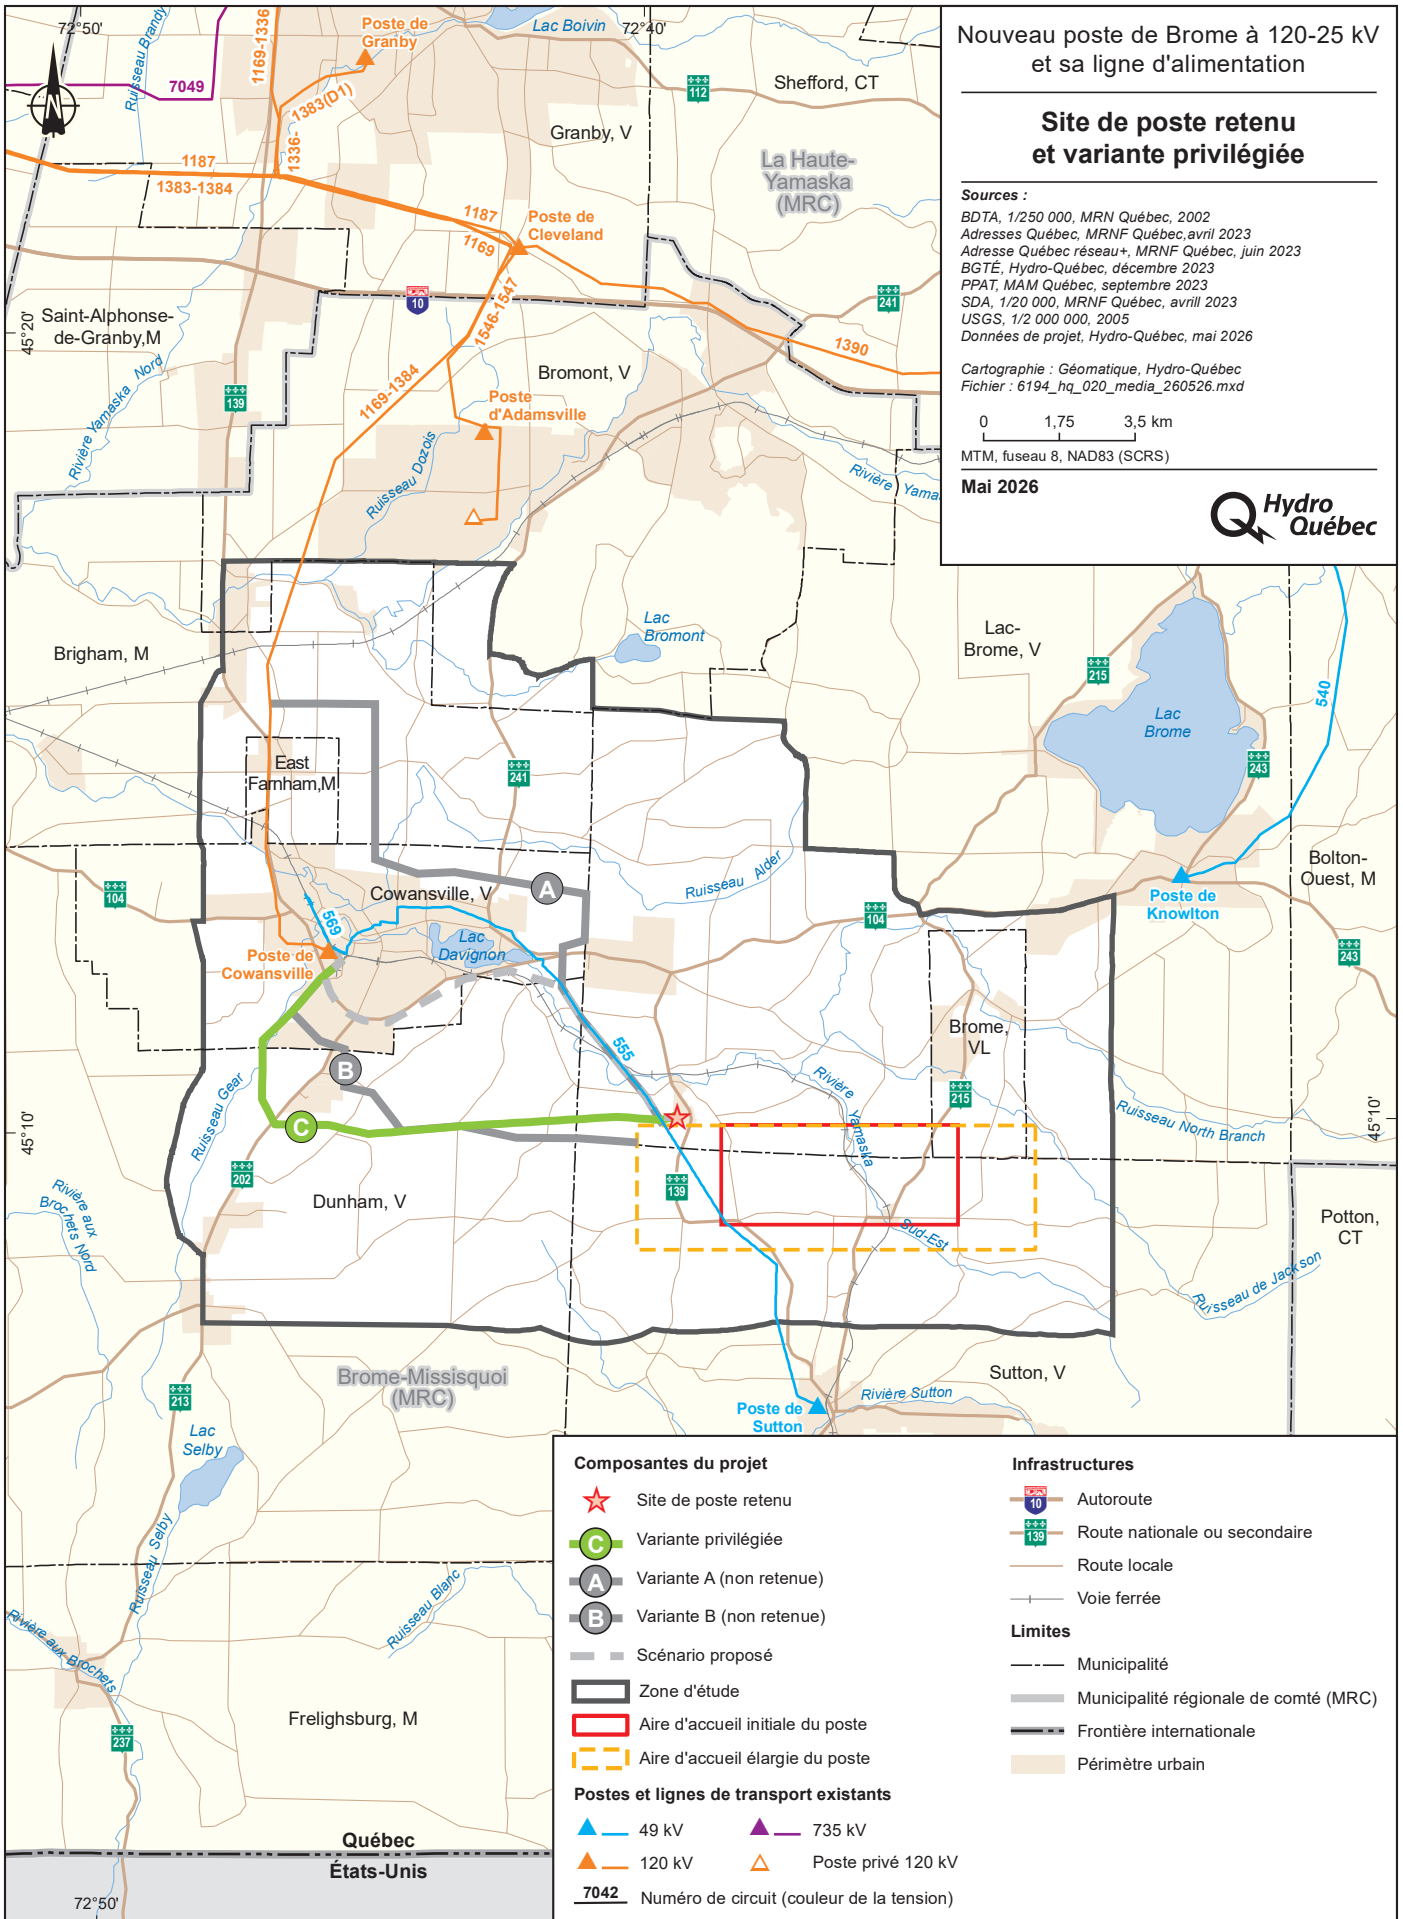 72°50'
Ruisseau Brandy
7049
1169-1336
Poste de
Granby
Lac Boivin
72°40'
1383(D1)
1336-
112
Shefford, CT
Granby, V
La Haute-
Yamaska
(MRC)
N
1187
1383-1384
1187
1169
Poste de
Cleveland
10
241
1546-1547
1390
Saint-Alphonse-
de-Granby,M
45°20'
Rivière Yamaska Nord
139
1169-1384
Bromont, V
Poste
d'Adamsville
Ruisseau Dozois
Rivière Yama
Nouveau poste de Brome à 120-25 kV
et sa ligne d'alimentation
Site de poste retenu
et variante privilégiée
Sources :
BDTA, 1/250 000, MRN Québec, 2002
Adresses Québec, MRNF Québec,avril 2023
Adresse Québec réseau+, MRNF Québec, juin 2023
BGTÉ, Hydro-Québec, décembre 2023
PPAT, MAM Québec, septembre 2023
SDA, 1/20 000, MRNF Québec, avrill 2023
USGS, 1/2 000 000, 2005
Données de projet, Hydro-Québec, mai 2026
Cartographie : Géomatique, Hydro-Québec
Fichier : 6194_hq_020_media_260526.mxd
0 1,75 3,5 km
MTM, fuseau 8, NAD83 (SCRS)
Mai 2026
Hydro
Québec
Brigham, M
Lac
Bromont
Lac-
Brome, V
215
540
Lac
Brome
243
East
Farnham,M
241
Ruisseau Alder
Bolton-
Ouest, M
104
Cowansville, V
A
569
Lac
Davignon
104
Poste de
Knowlton
243
Poste de
Cowansville
Brome,
VL
B
555
Rivière Yamaska
215
Ruisseau Gear
Ruisseau North Branch
45°10'
C
45°10'
202
139
Rivière aux
Brochets Nord
Dunham, V
Sud-Est
Potton,
CT
Ruisseau de Jackson
Brome-Missisquoi
(MRC)
Sutton, V
213
Rivière Sutton
Poste de
Sutton
Lac
Selby
Ruisseau Selby
Ruisseau Blanc
Rivière aux Brochets
Frelighsburg, M
237
Québec
États-Unis
72°50'
Composantes du projet
Site de poste retenu
C Variante privilégiée
A Variante A (non retenue)
B Variante B (non retenue)
Scénario proposé
Zone d'étude
Aire d'accueil initiale du poste
Aire d'accueil élargie du poste
Postes et lignes de transport existants
49 kV
735 kV
120 kV
Poste privé 120 kV
7042 Numéro de circuit (couleur de la tension)
Infrastructures
10 Autoroute
139 Route nationale ou secondaire
Route locale
Voie ferrée
Limites
Municipalité
Municipalité régionale de comté (MRC)
Frontière internationale
Périmètre urbain